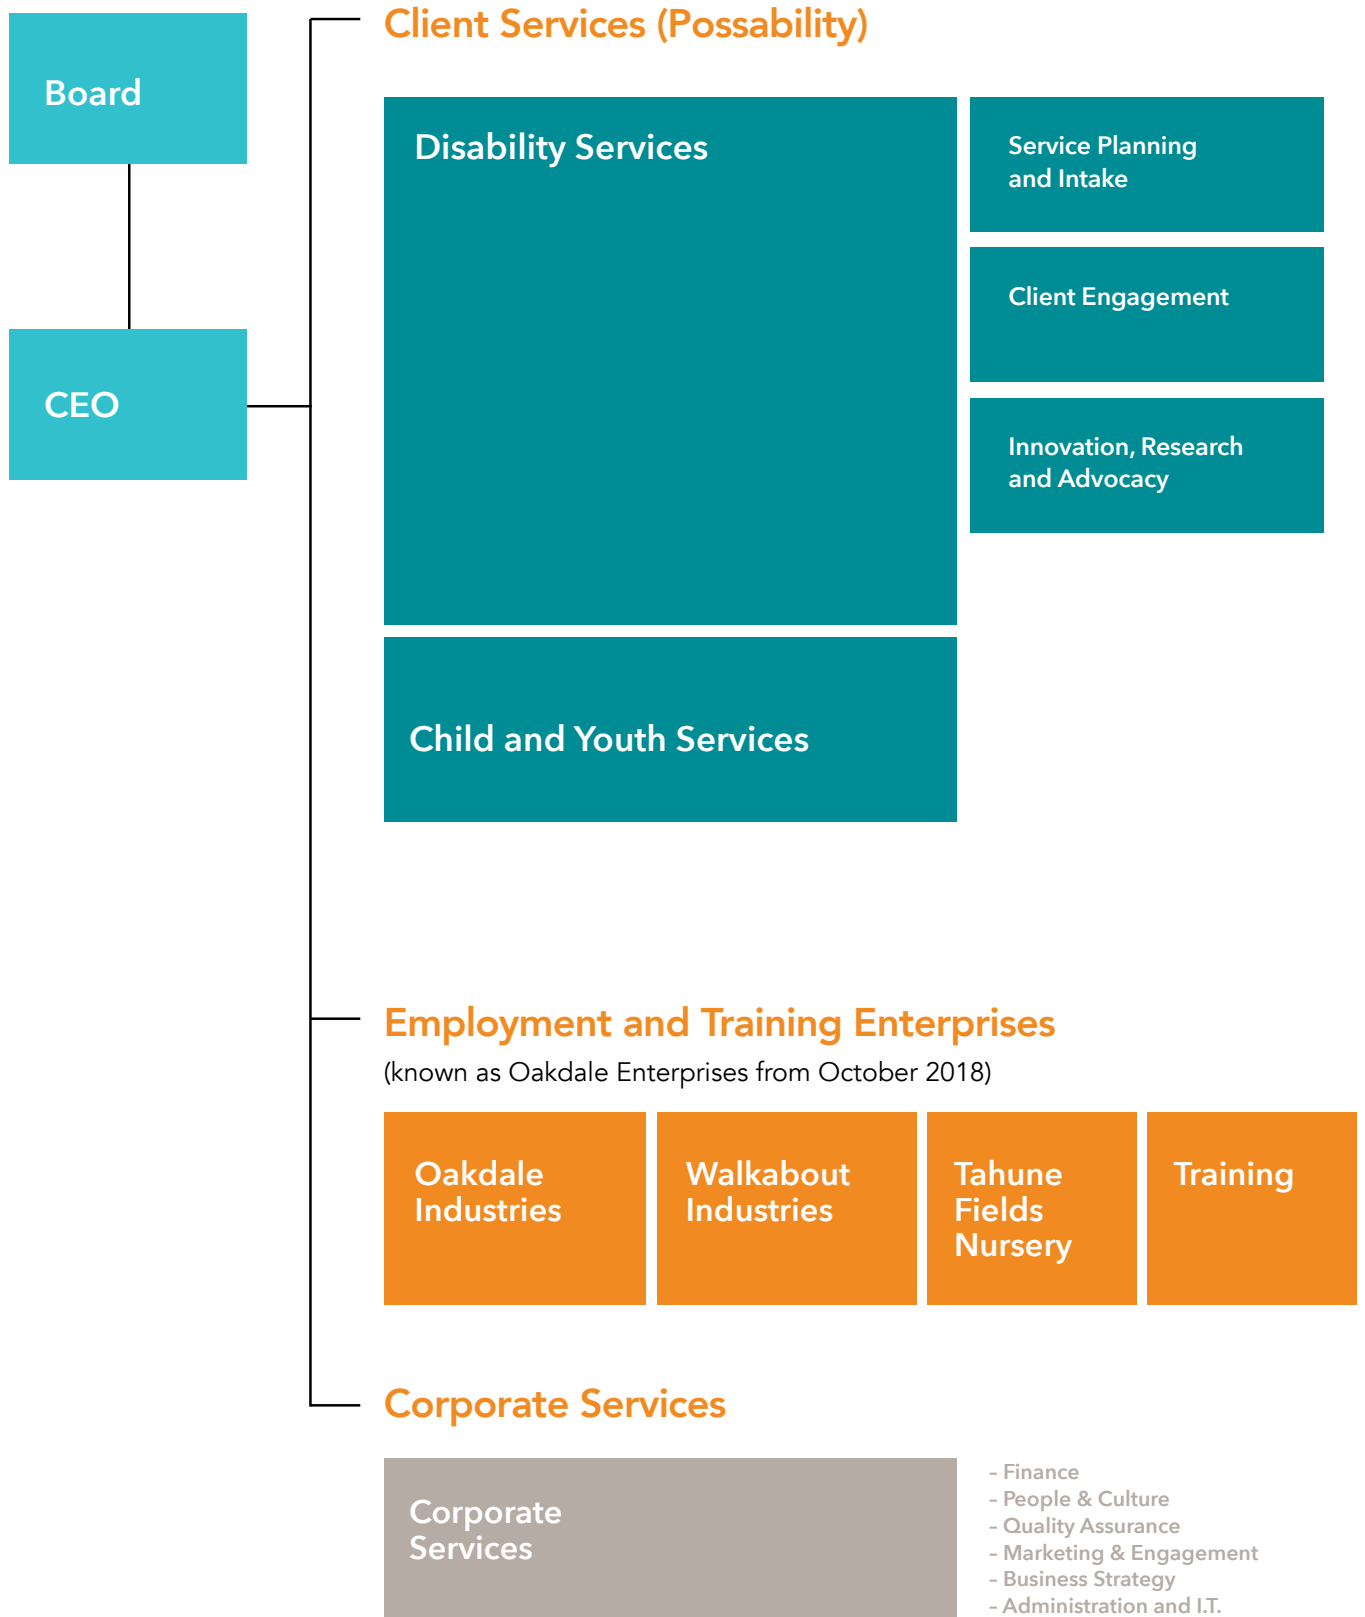 Board
CEO
Client Services (Possability)
Disability Services
Service Planning
and Intake
Client Engagement
Innovation, Research
and Advocacy
Child and Youth Services
Employment and Training Enterprises
(known as Oakdale Enterprises from October 2018)
Oakdale
Industries
Walkabout
Industries
Tahune
Fields
Nursery
Training
Corporate Services
Corporate
Services
– Finance
– People & Culture
– Quality Assurance
– Marketing & Engagement
– Business Strategy
– Administration and I.T.